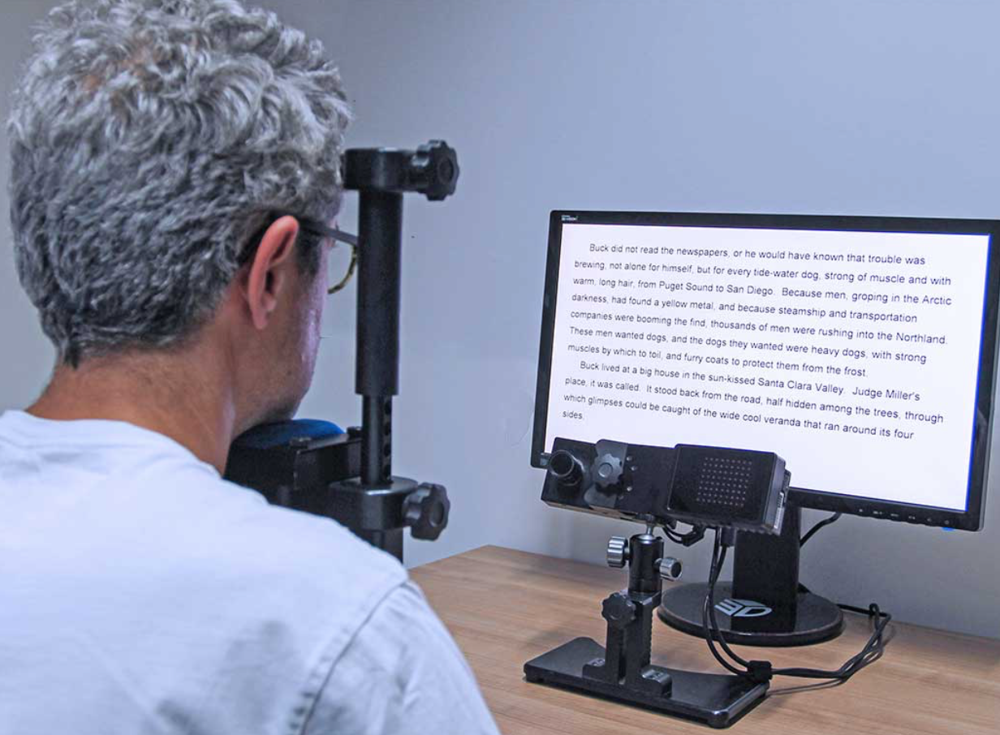 3D VISION
Buck did not read the newspapers, or he would have known that trouble was
brewing, not alone for himself, but for every tide-water dog, strong of muscle and with
warm, long hair, from Puget Sound to San Diego.  Because men, groping in the Arctic
darkness, had found a yellow metal, and because steamship and transportation
companies were booming the find, thousands of men were rushing into the Northland.
These men wanted dogs, and the dogs they wanted were heavy dogs, with strong
muscles by which to toil, and furry coats to protect them from the frost.
Buck lived at a big house in the sun-kissed Santa Clara Valley.  Judge Miller's
place, it was called.  It stood back from the road, half hidden among the trees, through
which glimpses could be caught of the wide cool veranda that ran around its four
sides.
3D